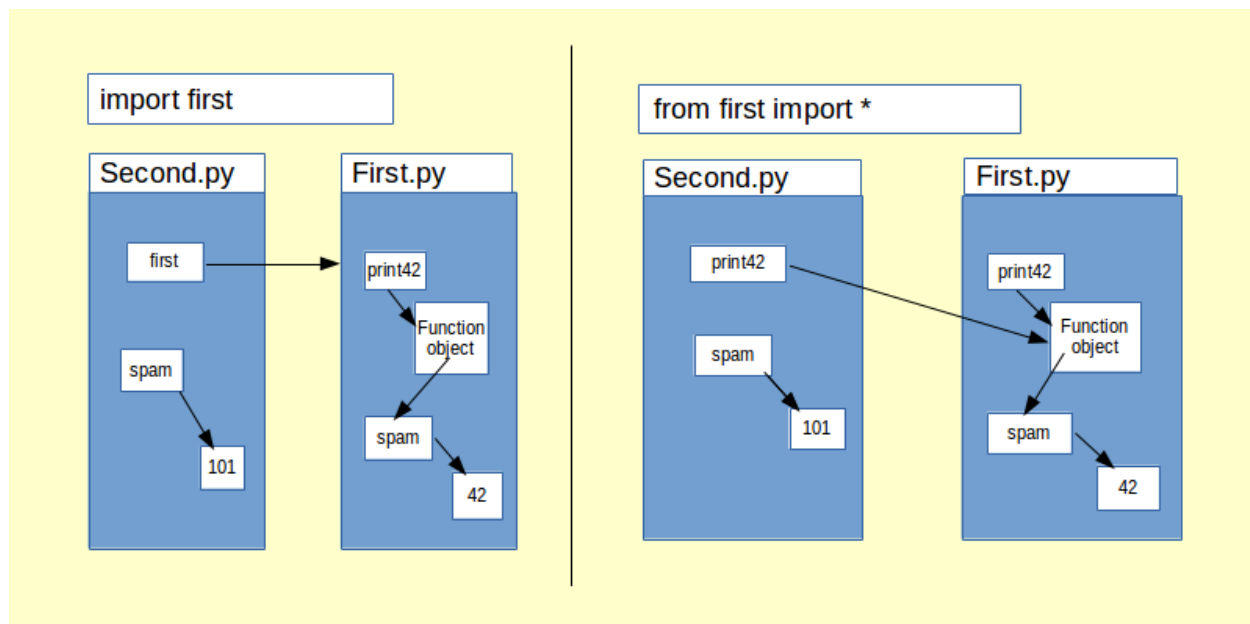 import first
Second.py
First.py
first
print42
Function
object
spam
spam
101
42
from first import *
Second.py
First.py
print42
print42
Function
object
spam
spam
101
42